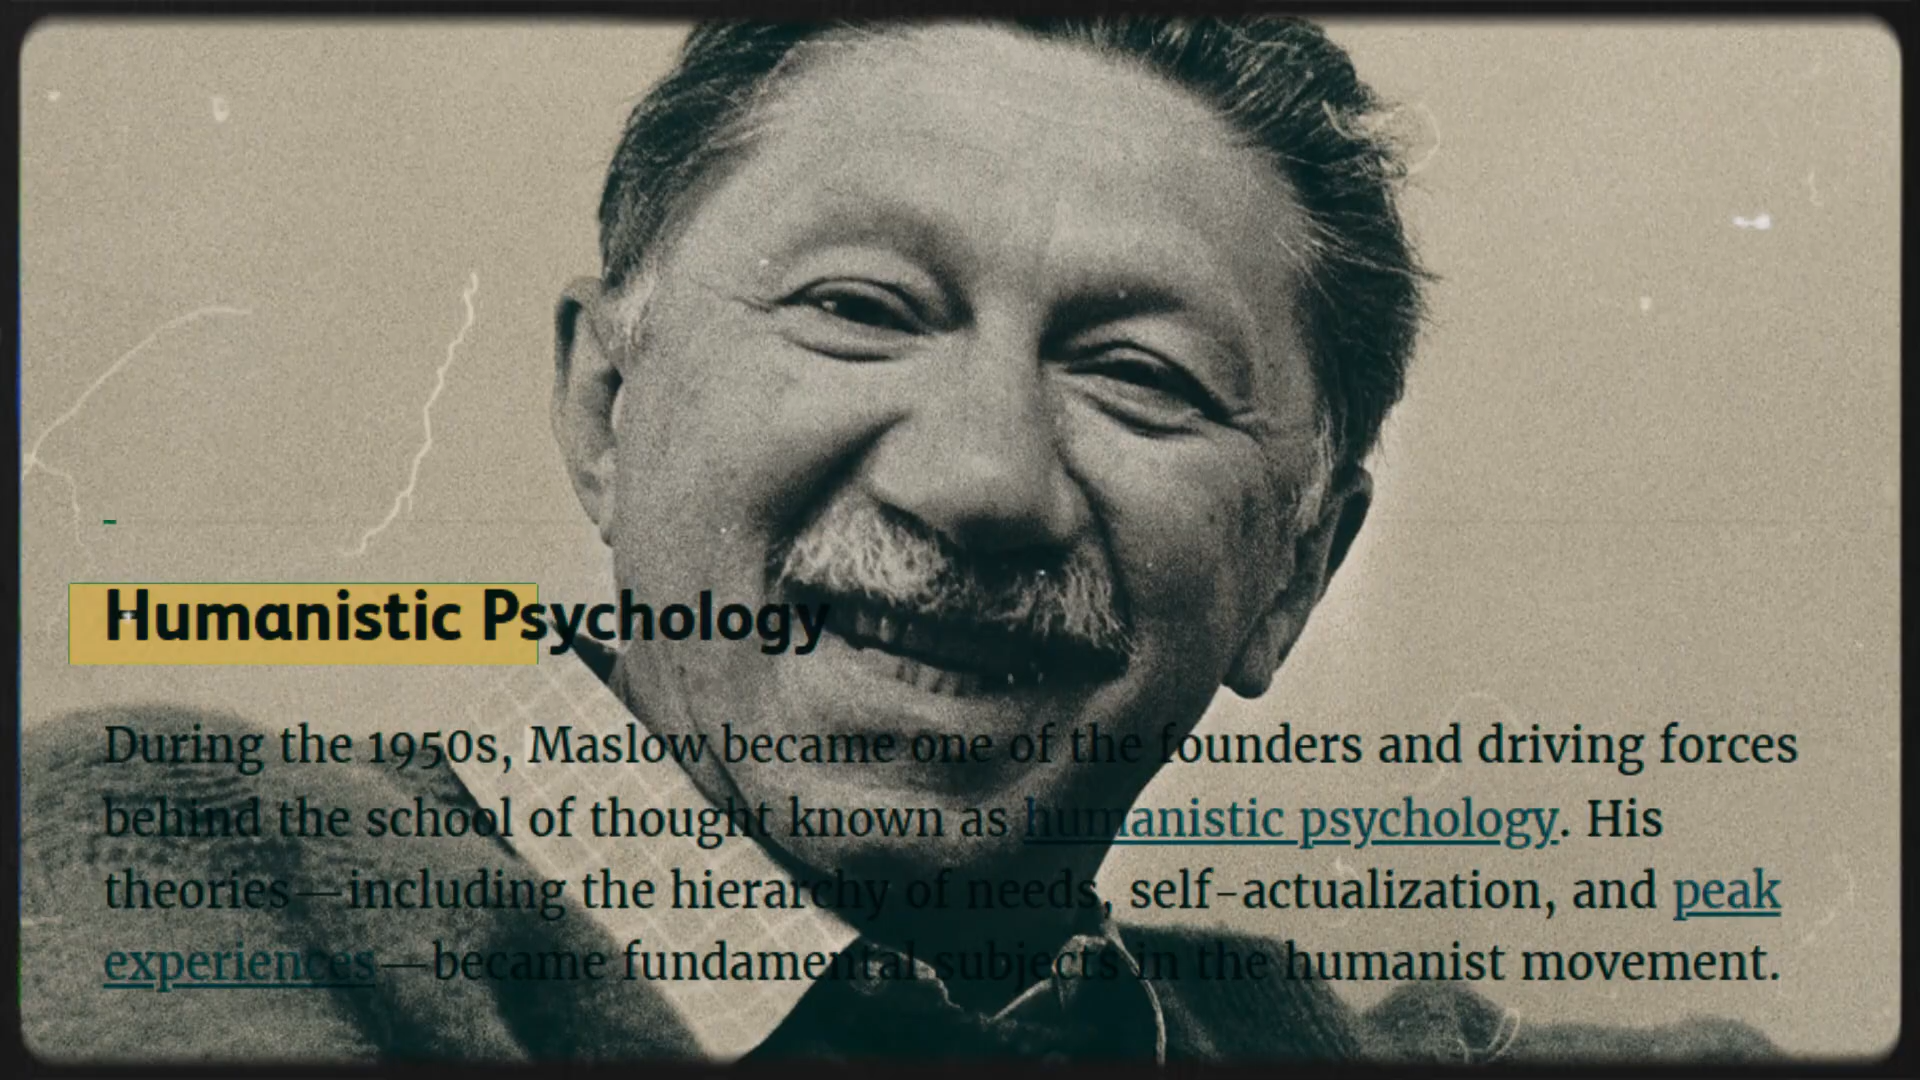 Humanistic Psychology
During the 1950s, Maslow became one of the founders and driving forces
behind the school of thought known as humanistic psychology. His
theories—including the hierarchy of needs, self-actualization, and peak
experiences—became fundamental subjects in the humanist movement.